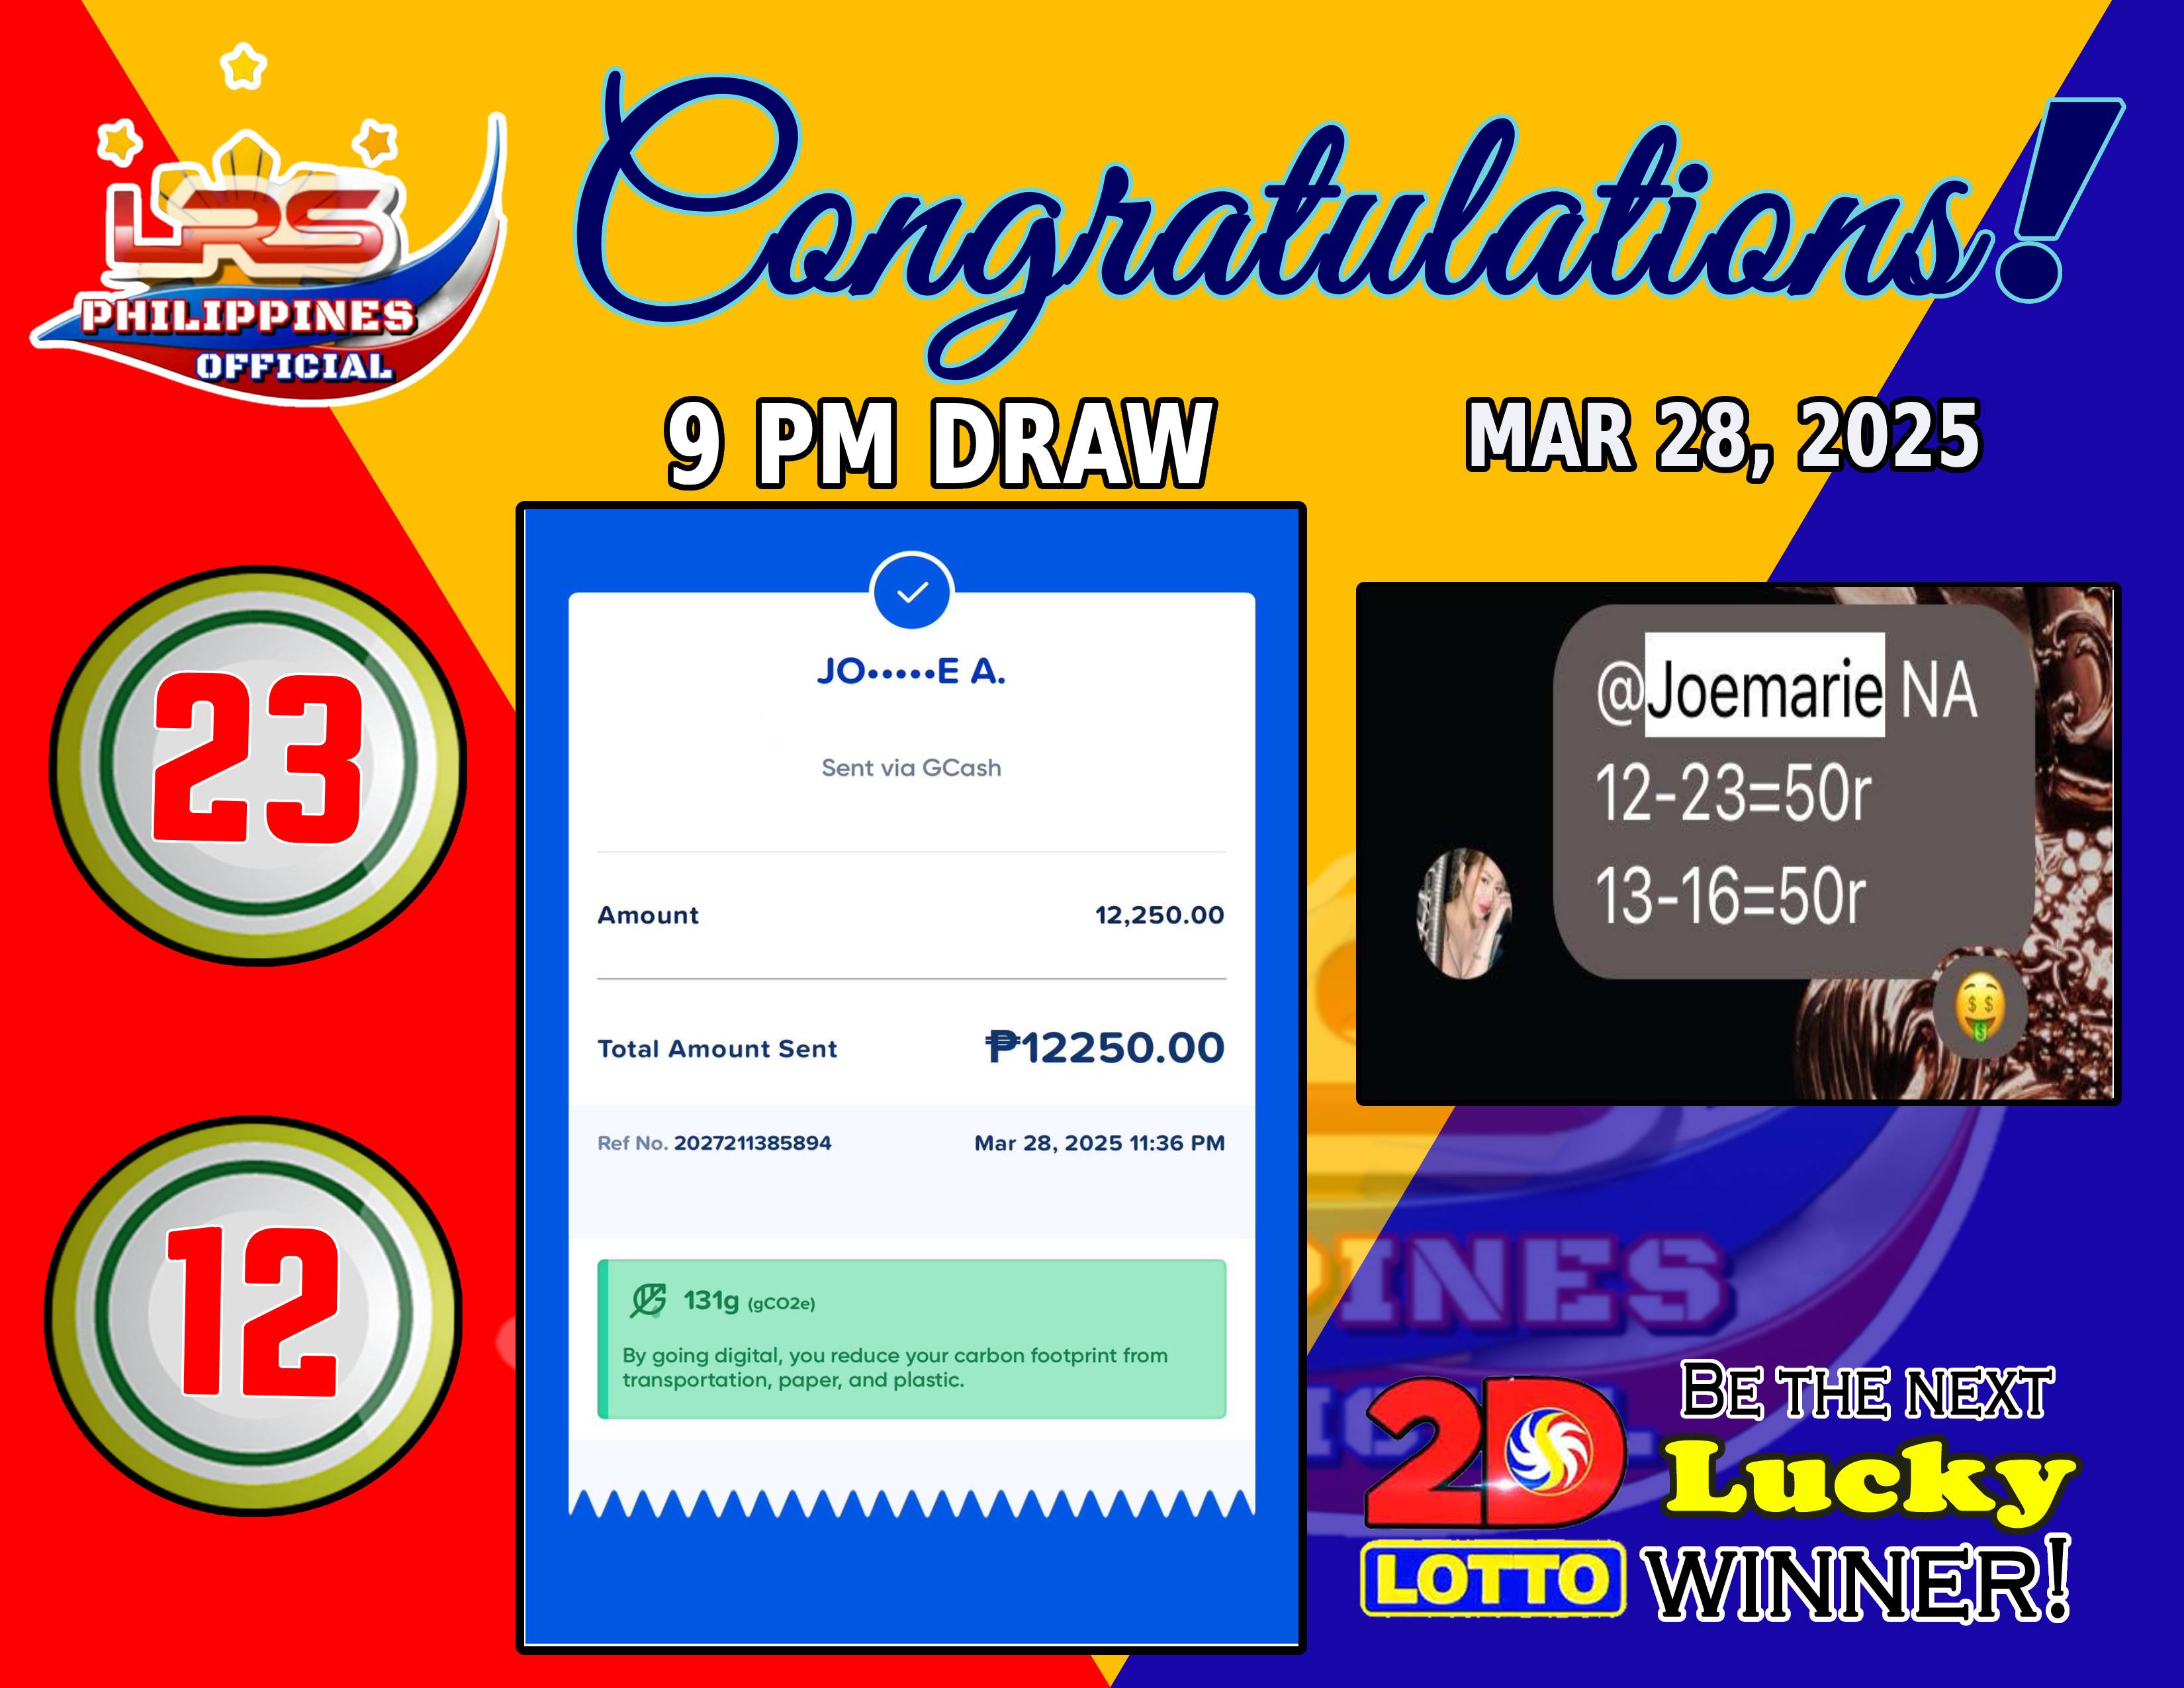 LRS
PHILIPPINES
OFFICIAL
Congratulations!
9 PM DRAW
MAR 28, 2025
23
12
JO•••••E A.
Sent via GCash
Amount 12,250.00
Total Amount Sent ₱12250.00
Ref No. 2027211385894 Mar 28, 2025 11:36 PM
131g (gCO2e)
By going digital, you reduce your carbon footprint from
transportation, paper, and plastic.
@Joemarie NA
12-23=50r
13-16=50r
PINES
2D
LOTTO
BE THE NEXT
Lucky
WINNER!